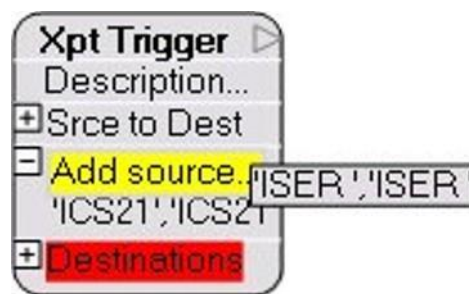 Xpt Trigger
Description...
Srce to Dest
Add source..
'ISER ','ISER '
'ICS21','ICS21
Destinations